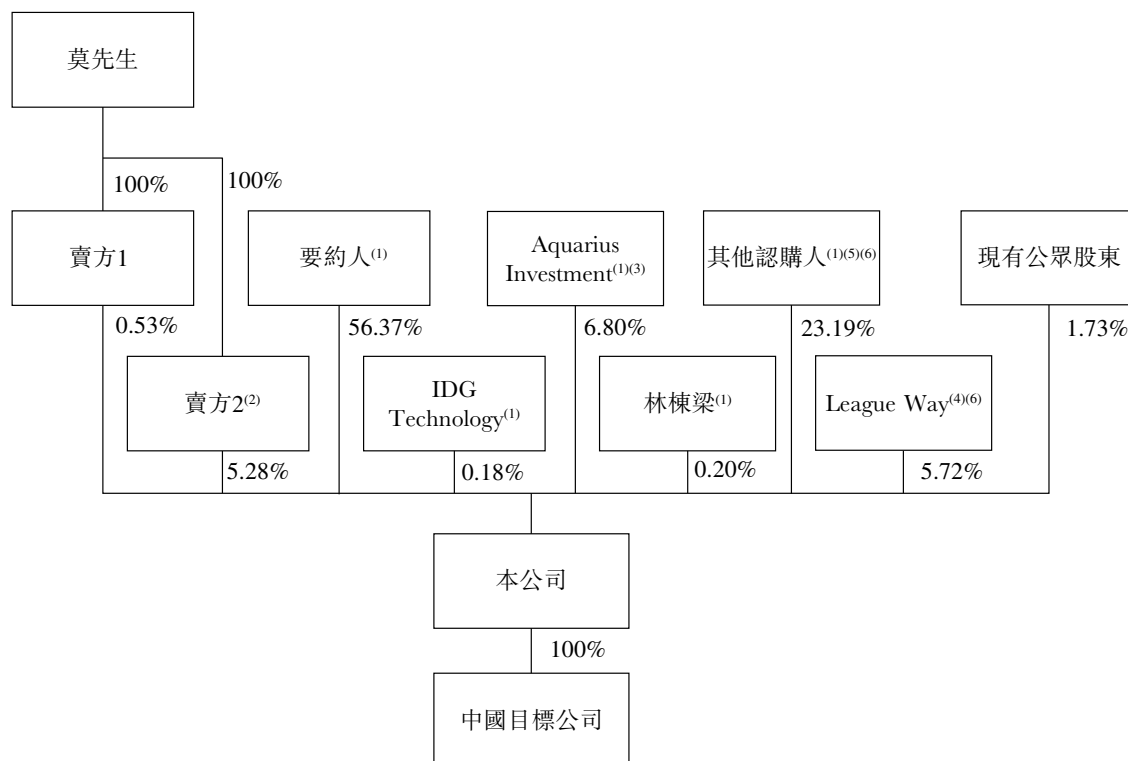 莫先生
100%
100%
賣方1
要約人(1)
Aquarius
Investment(1)(3)
其他認購人(1)(5)(6)
現有公眾股東
0.53%
56.37%
6.80%
23.19%
1.73%
賣方2(2)
IDG
Technology(1)
林棟梁(1)
League Way(4)(6)
5.28%
0.18%
0.20%
5.72%
本公司
100%
中國目標公司